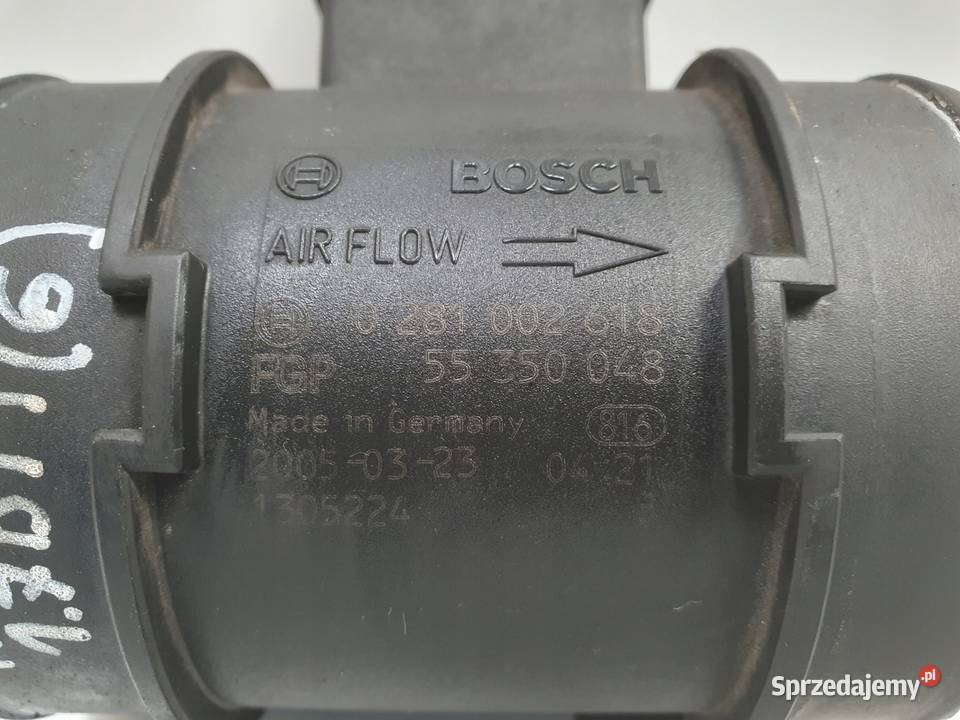 BOSCH
AIR FLOW
0 281 002 618
FGP 55 350 048
Made in Germany 816
2005-03-23 04:21
1305224
Sprzedajemy.pl